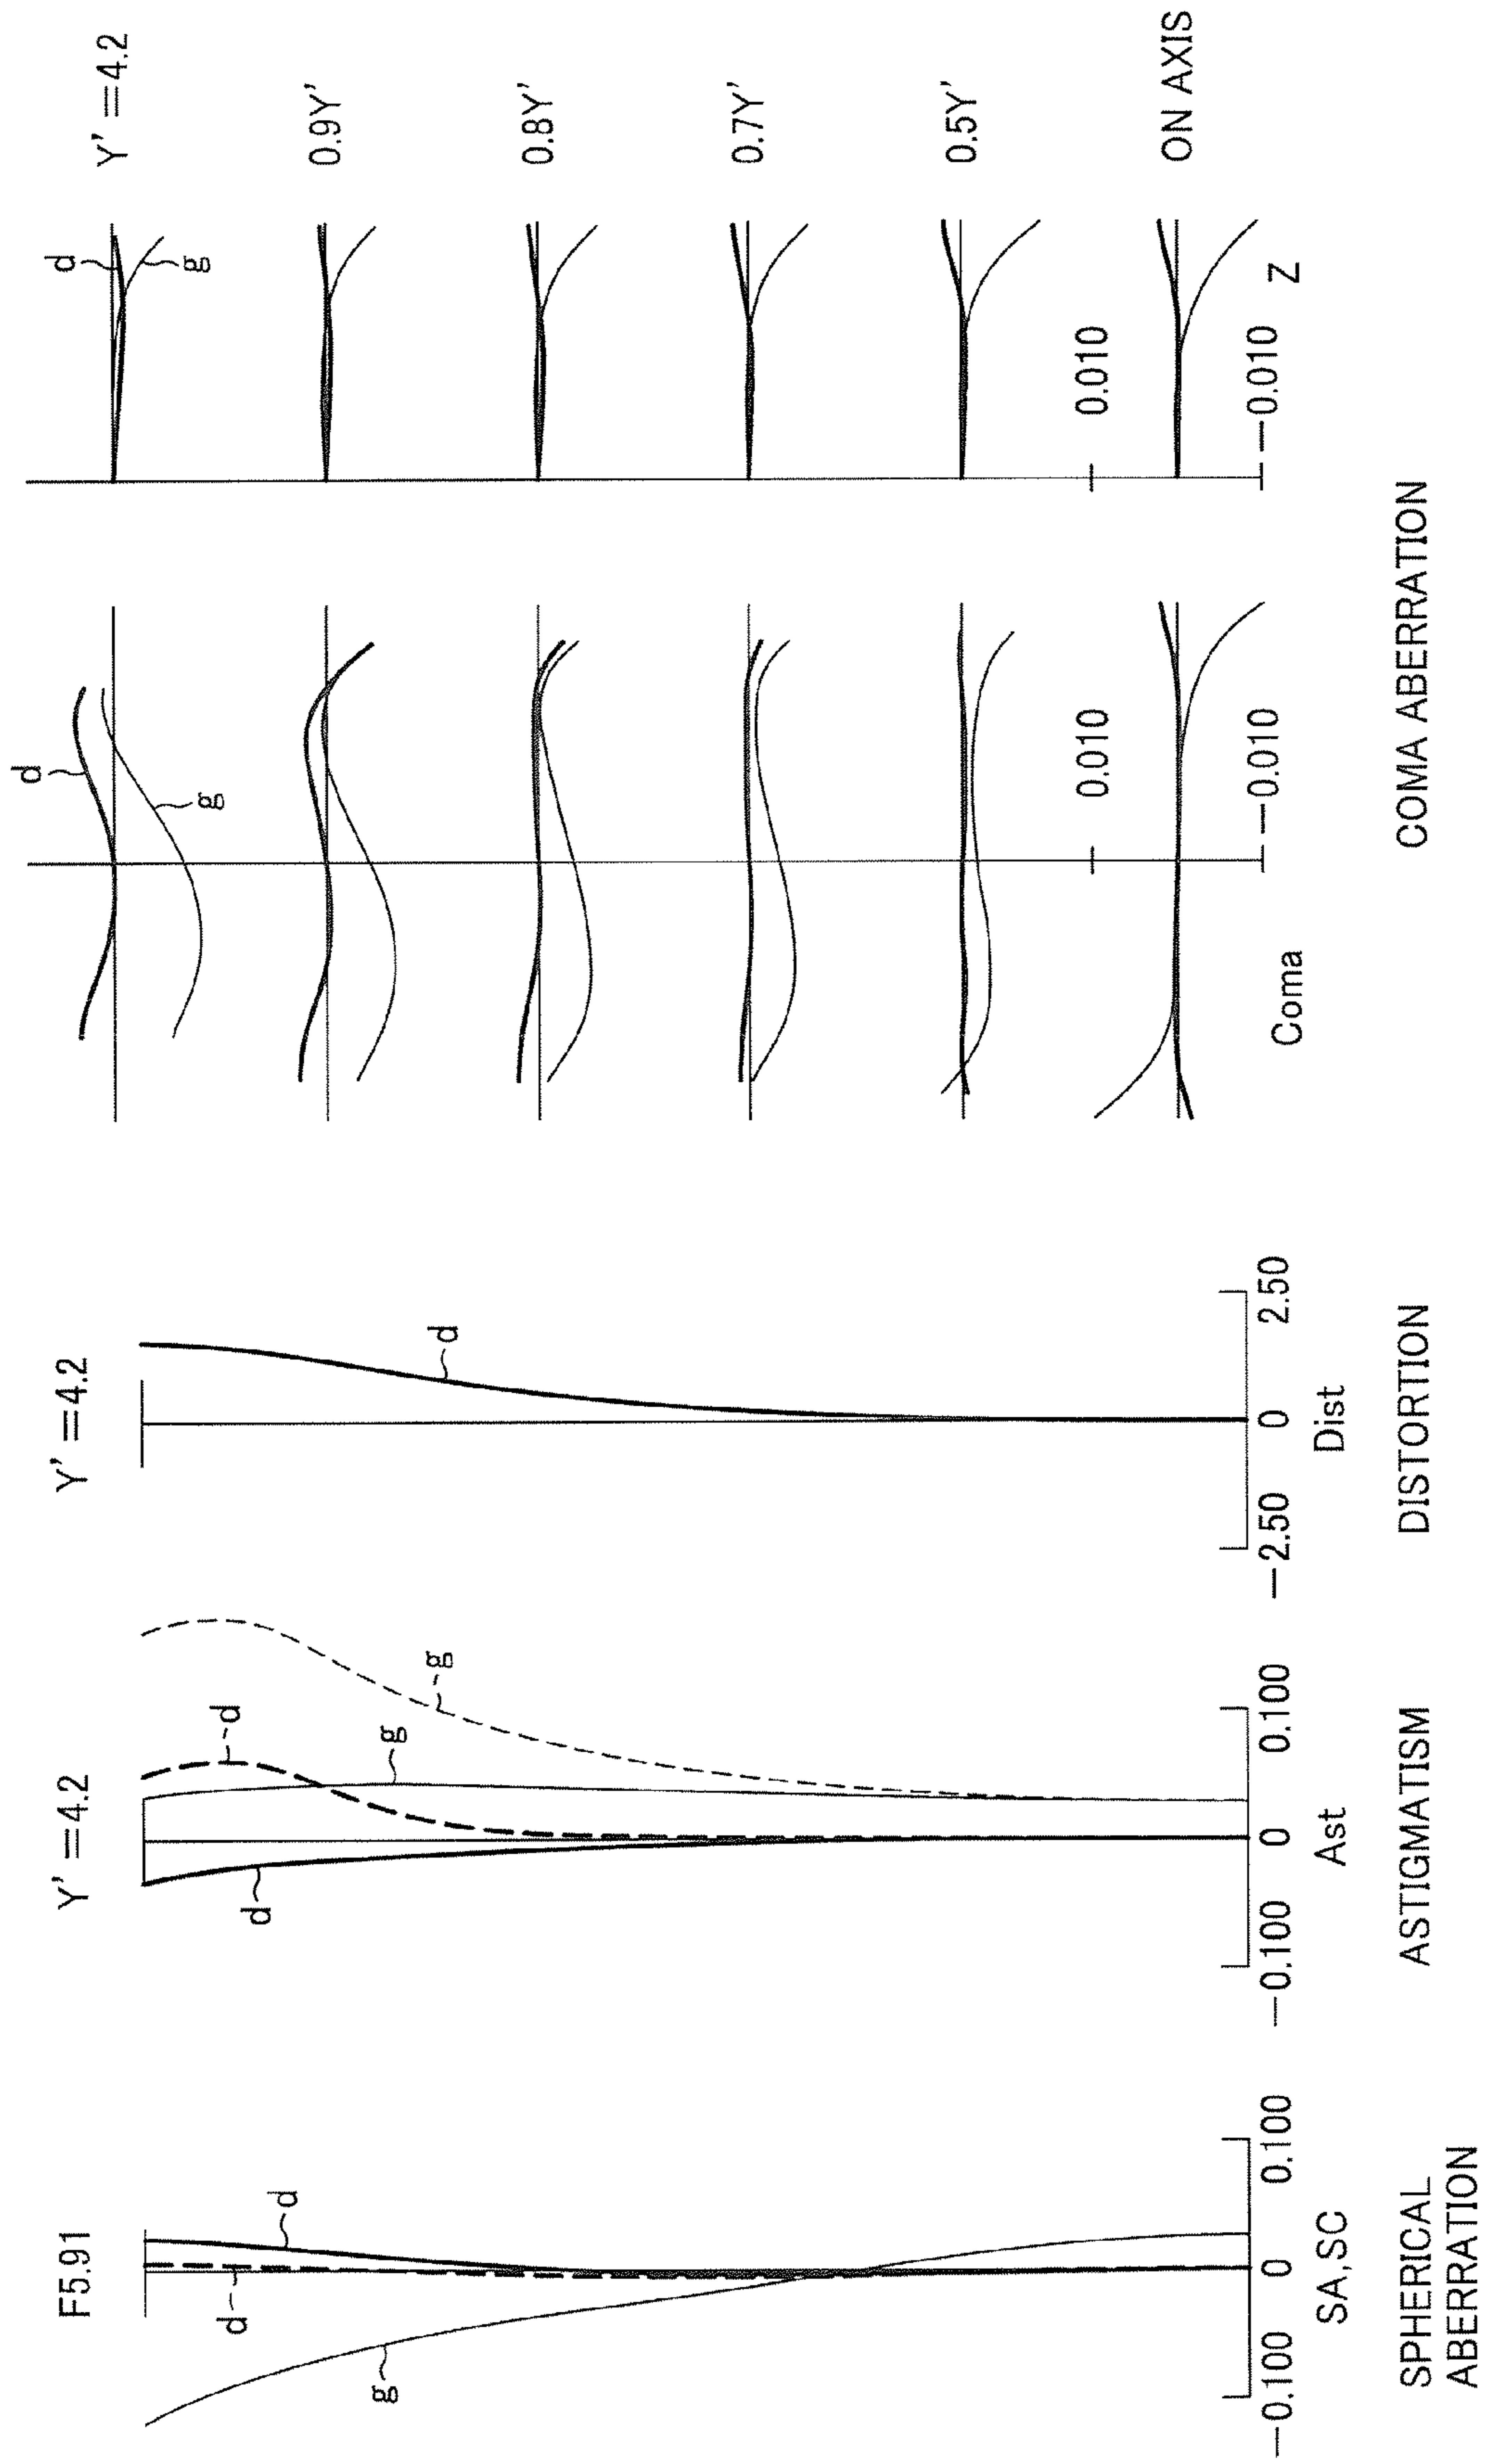 F5.91
d
d
g
−0.100
0
0.100
SA,SC
SPHERICAL
ABERRATION
Y' =4.2
d
d
g
g
−0.100
0
0.100
Ast
ASTIGMATISM
Y' =4.2
d
−2.50
0
2.50
Dist
DISTORTION
d
g
0.010
−0.010
Coma
d
g
0.010
−0.010
Z
Y' =4.2
0.9Y'
0.8Y'
0.7Y'
0.5Y'
ON AXIS
COMA ABERRATION